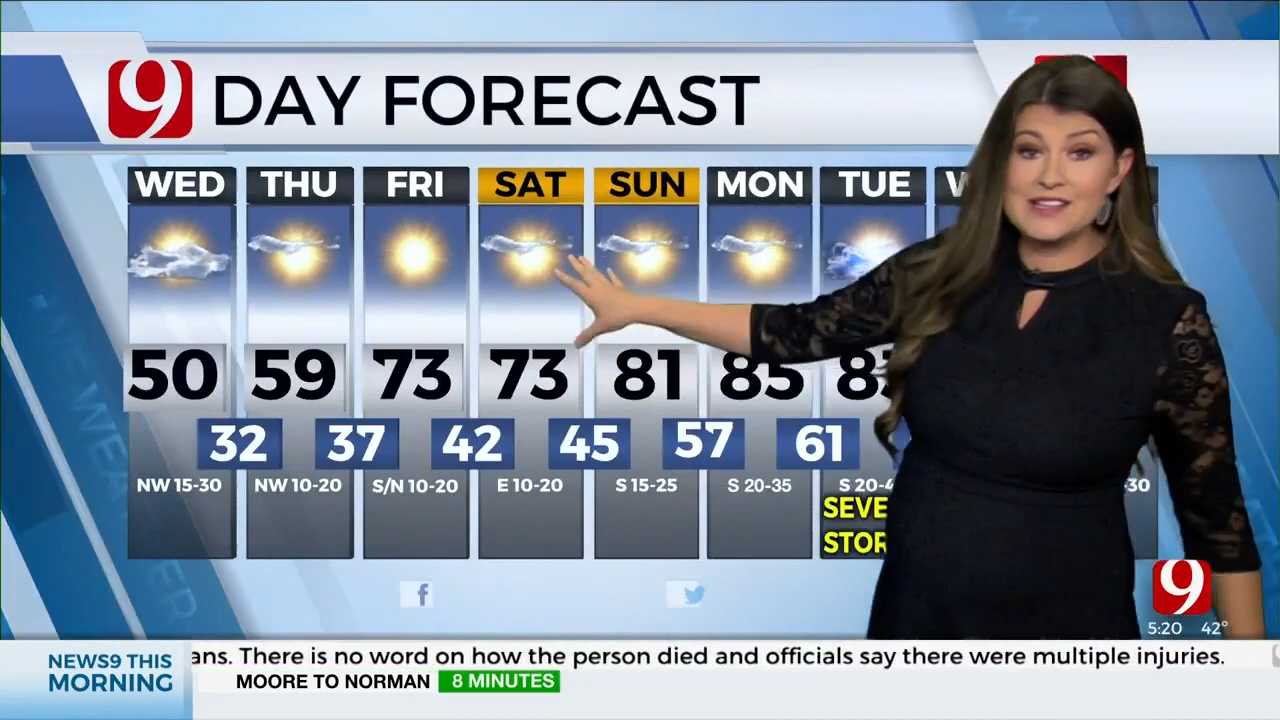 9 DAY FORECAST
WED THU FRI SAT SUN MON TUE
50 59 73 73 81 85
32 37 42 45 57 61
NW 15-30 NW 10-20 S/N 10-20 E 10-20 S 15-25 S 20-35
9
5:20 42°
There is no word on how the person died and officials say there were multiple injuries.
NEWS9 THIS
MORNING
MOORE TO NORMAN 8 MINUTES